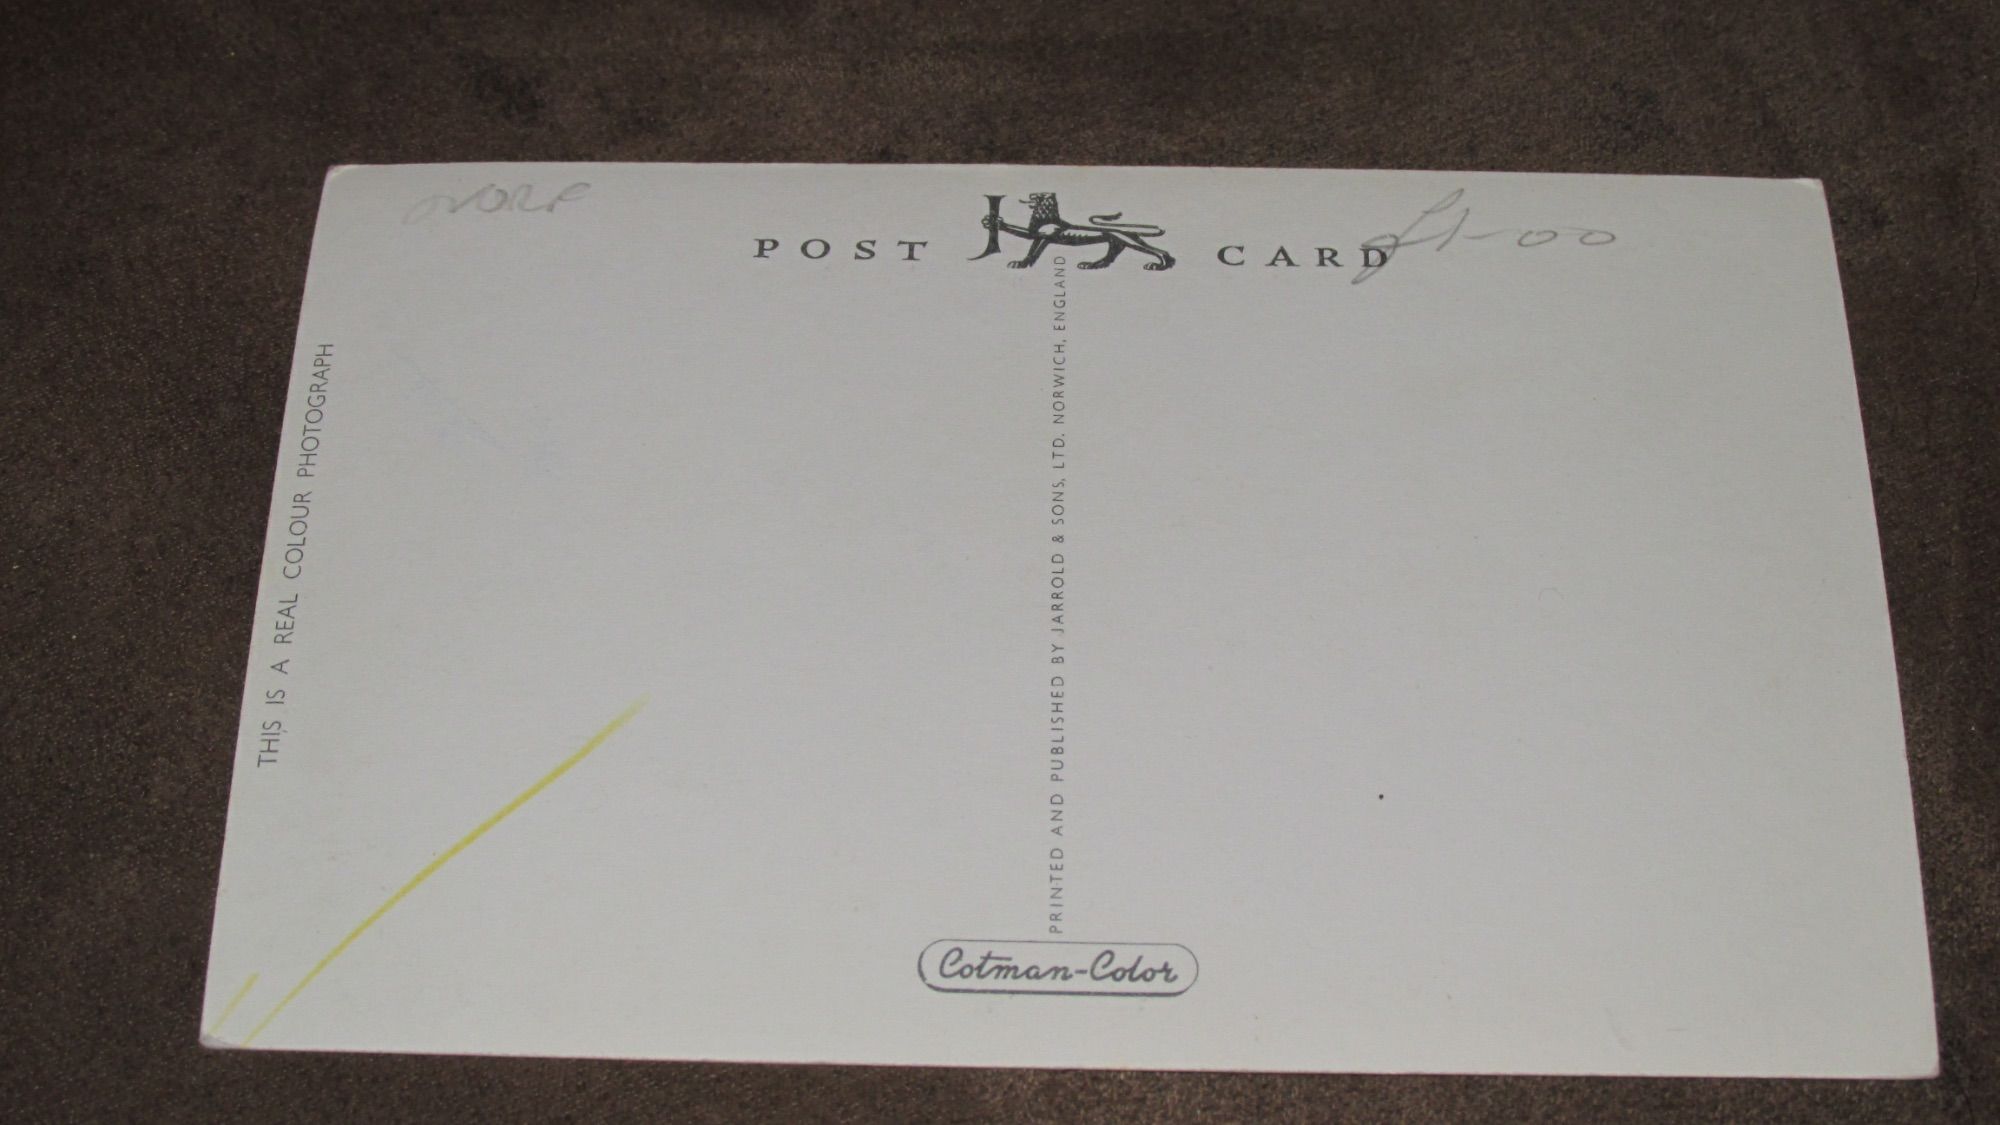 NORF
POST CARD
£1-00
THIS IS A REAL COLOUR PHOTOGRAPH
PRINTED AND PUBLISHED BY JARROLD & SONS, LTD. NORWICH, ENGLAND
Cotman-Color